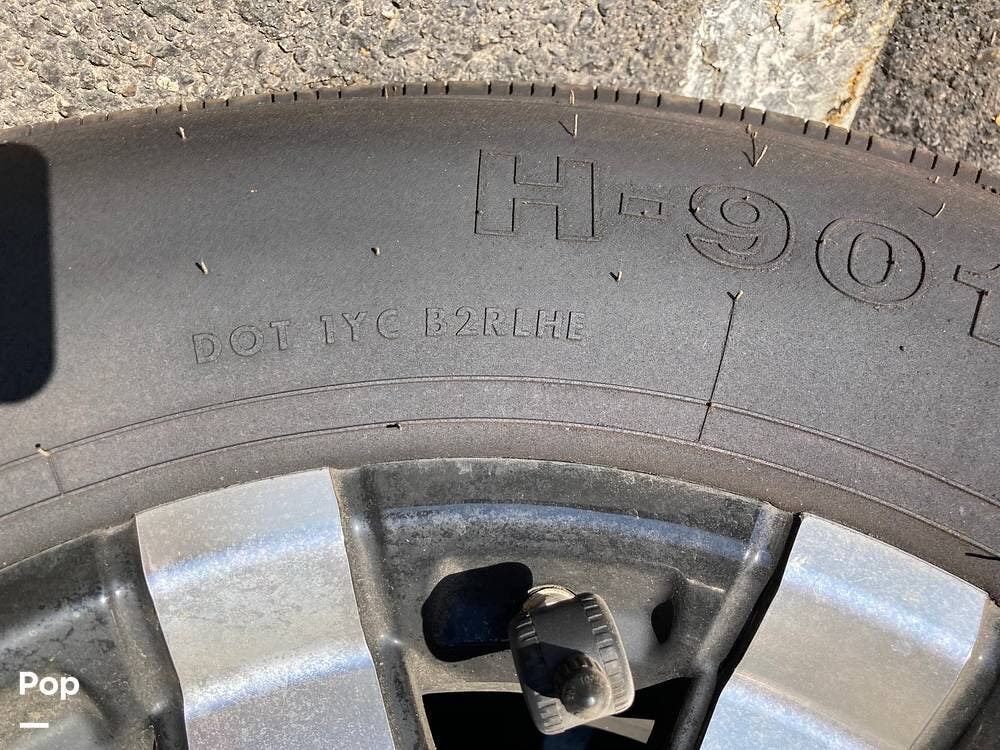 H-901
DOT 1YC B2RLHE
Pop